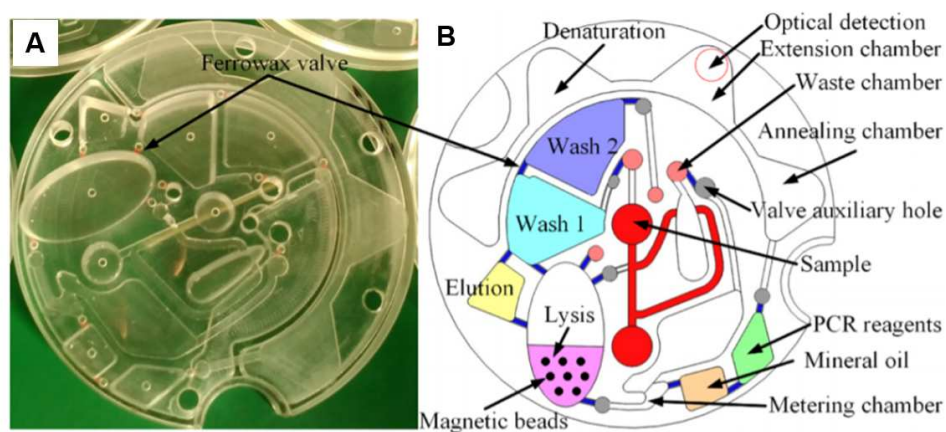 A
Ferrowax valve
B
Denaturation
Optical detection
Extension chamber
Waste chamber
Annealing chamber
Wash 2
Wash 1
Valve auxiliary hole
Sample
Elution
Lysis
PCR reagents
Mineral oil
Magnetic beads
Metering chamber